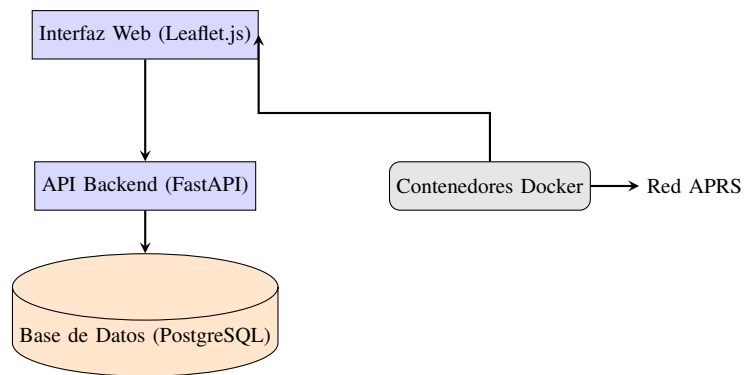 Interfaz Web (Leaflet.js)
API Backend (FastAPI)
Contenedores Docker
Red APRS
Base de Datos (PostgreSQL)